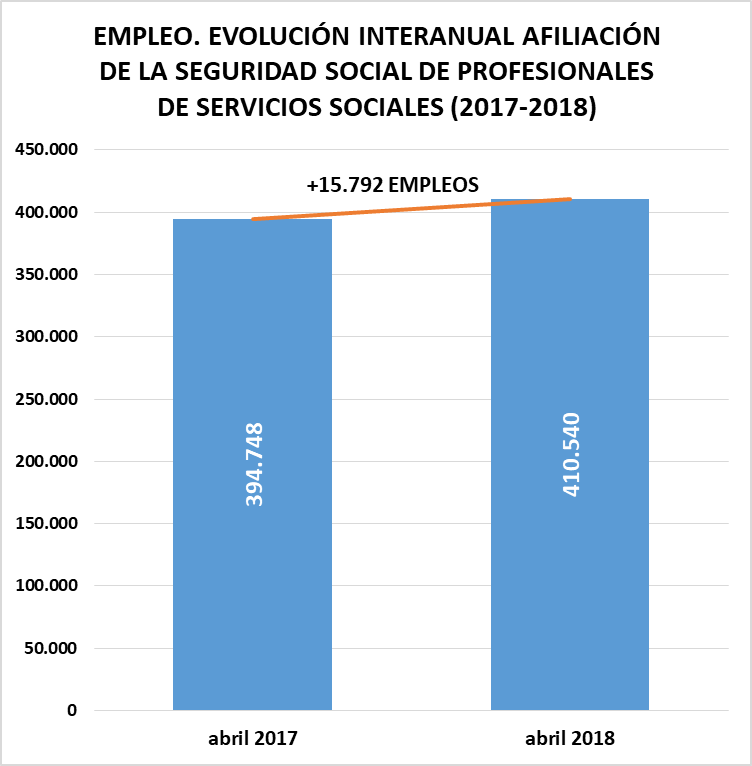 EMPLEO. EVOLUCIÓN INTERANUAL AFILIACIÓN
DE LA SEGURIDAD SOCIAL DE PROFESIONALES
DE SERVICIOS SOCIALES (2017-2018)
450.000
+15.792 EMPLEOS
400.000
350.000
300.000
250.000
200.000
150.000
100.000
50.000
0
394.748
410.540
abril 2017
abril 2018